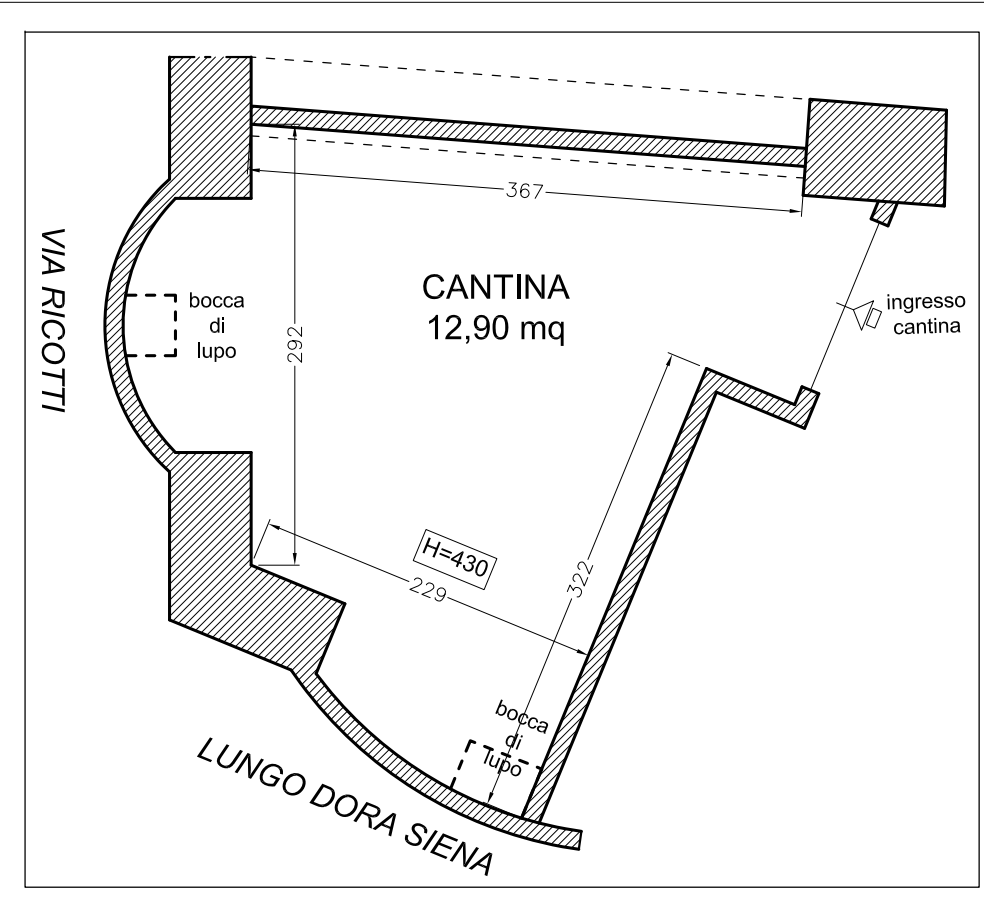 367
VIA RICOTTI
CANTINA
12,90 mq
bocca
di
lupo
292
ingresso
cantina
H=430
229
322
bocca
di
lupo
LUNGO DORA SIENA